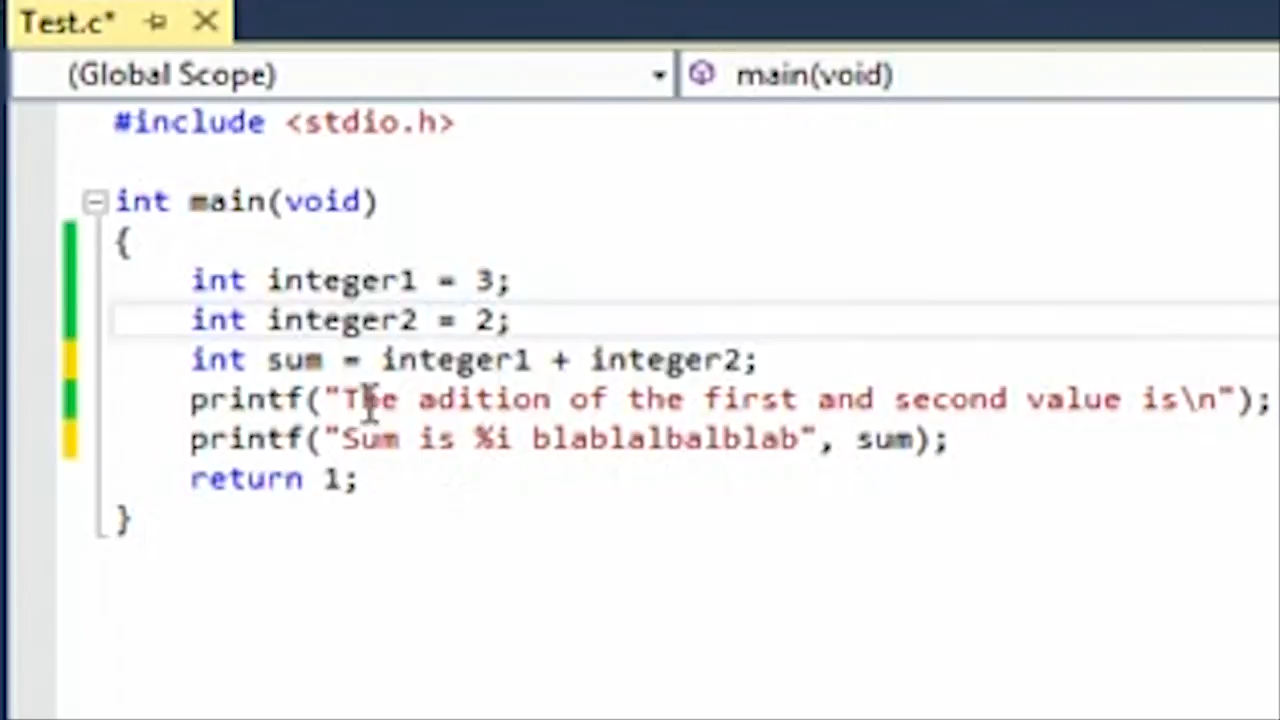 Test.c*
(Global Scope) main(void)
#include <stdio.h>
int main(void)
{
int integer1 = 3;
int integer2 = 2;
int sum = integer1 + integer2;
printf("The adition of the first and second value is\n");
printf("Sum is %i blablalbalblab", sum);
return 1;
}